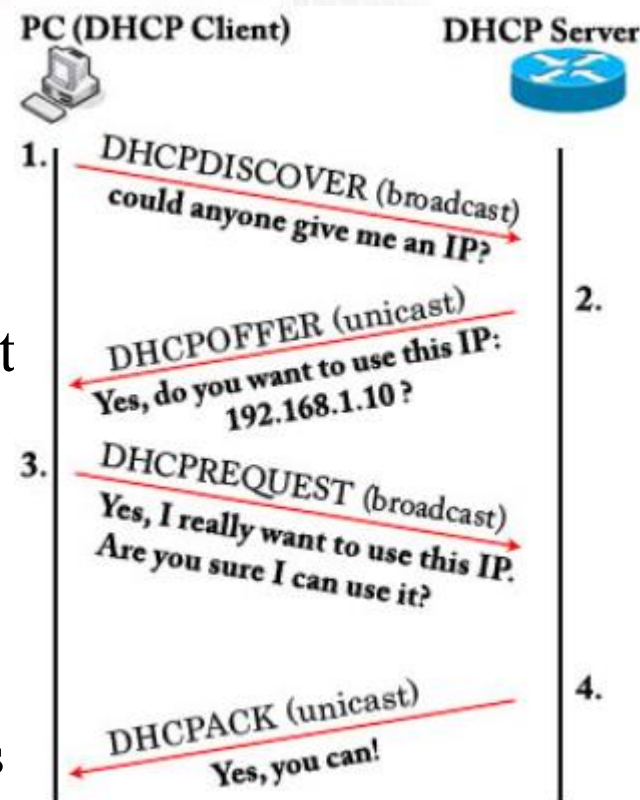 PC (DHCP Client)
DHCP Server
1.
DHCPDISCOVER (broadcast)
could anyone give me an IP?
2.
DHCPOFFER (unicast)
Yes, do you want to use this IP:
192.168.1.10 ?
t
3.
DHCPREQUEST (broadcast)
Yes, I really want to use this IP.
Are you sure I can use it?
4.
DHCPACK (unicast)
Yes, you can!
s